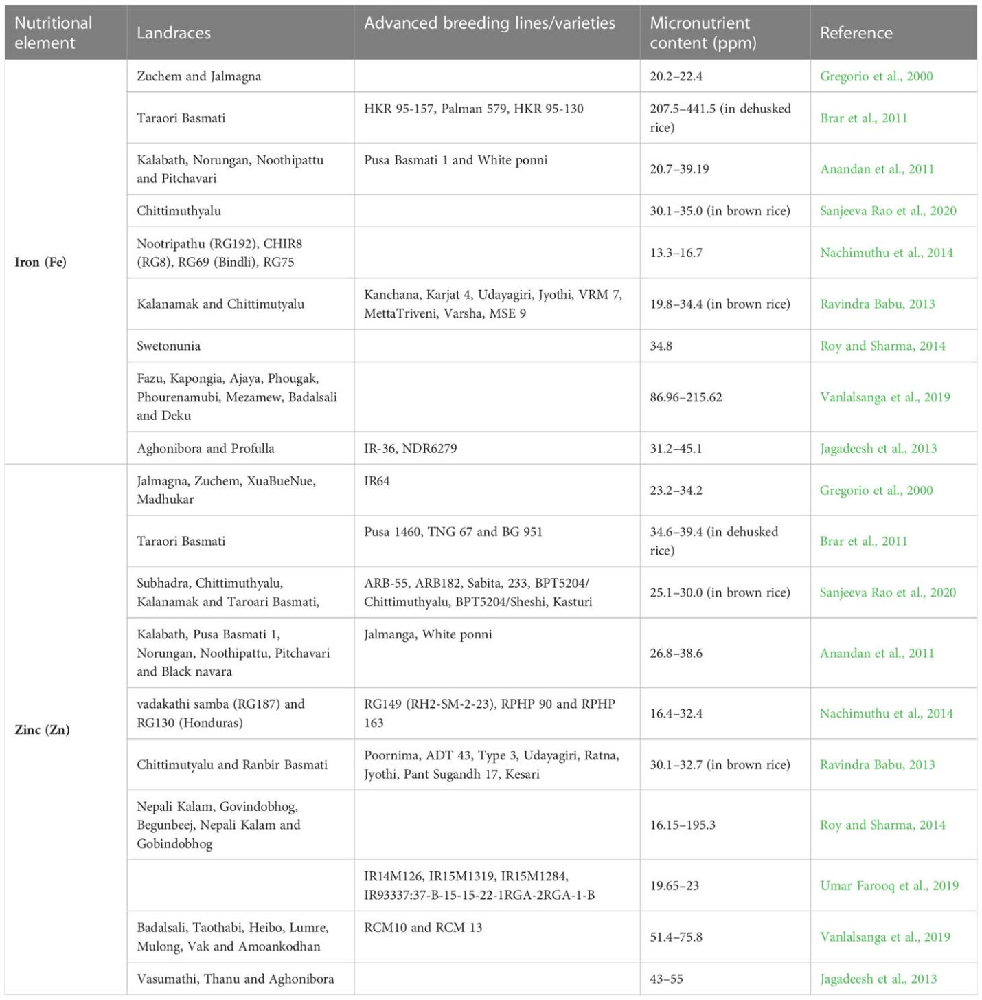 Nutritional
element
Landraces
Advanced breeding lines/varieties
Micronutrient
content (ppm)
Reference
Iron (Fe)
Zuchem and Jalmagna
20.2–22.4
Gregorio et al., 2000
Taraori Basmati
HKR 95-157, Palman 579, HKR 95-130
207.5–441.5 (in dehusked
rice)
Brar et al., 2011
Kalabath, Norungan, Noothipattu
and Pitchavari
Pusa Basmati 1 and White ponni
20.7–39.19
Anandan et al., 2011
Chittimuthyalu
30.1–35.0 (in brown rice)
Sanjeeva Rao et al., 2020
Nootripathu (RG192), CHIR8
(RG8), RG69 (Bindli), RG75
13.3–16.7
Nachimuthu et al., 2014
Kalanamak and Chittimutyalu
Kanchana, Karjat 4, Udayagiri, Jyothi, VRM 7,
MettaTriveni, Varsha, MSE 9
19.8–34.4 (in brown rice)
Ravindra Babu, 2013
Swetonunia
34.8
Roy and Sharma, 2014
Fazu, Kapongia, Ajaya, Phougak,
Phourenamubi, Mezamew, Badalsali
and Deku
86.96–215.62
Vanlalsanga et al., 2019
Aghonibora and Profulla
IR-36, NDR6279
31.2–45.1
Jagadeesh et al., 2013
Zinc (Zn)
Jalmagna, Zuchem, XuaBueNue,
Madhukar
IR64
23.2–34.2
Gregorio et al., 2000
Taraori Basmati
Pusa 1460, TNG 67 and BG 951
34.6–39.4 (in dehusked
rice)
Brar et al., 2011
Subhadra, Chittimuthyalu,
Kalanamak and Taroari Basmati,
ARB-55, ARB182, Sabita, 233, BPT5204/
Chittimuthyalu, BPT5204/Sheshi, Kasturi
25.1–30.0 (in brown rice)
Sanjeeva Rao et al., 2020
Kalabath, Pusa Basmati 1,
Norungan, Noothipattu, Pitchavari
and Black navara
Jalmanga, White ponni
26.8–38.6
Anandan et al., 2011
vadakathi samba (RG187) and
RG130 (Honduras)
RG149 (RH2-SM-2-23), RPHP 90 and RPHP
163
16.4–32.4
Nachimuthu et al., 2014
Chittimutyalu and Ranbir Basmati
Poornima, ADT 43, Type 3, Udayagiri, Ratna,
Jyothi, Pant Sugandh 17, Kesari
30.1–32.7 (in brown rice)
Ravindra Babu, 2013
Nepali Kalam, Govindobhog,
Begunbeej, Nepali Kalam and
Gobindobhog
16.15–195.3
Roy and Sharma, 2014
IR14M126, IR15M1319, IR15M1284,
IR93337:37-B-15-15-22-1RGA-2RGA-1-B
19.65–23
Umar Farooq et al., 2019
Badalsali, Taothabi, Heibo, Lumre,
Mulong, Vak and Amoankodhan
RCM10 and RCM 13
51.4–75.8
Vanlalsanga et al., 2019
Vasumathi, Thanu and Aghonibora
43–55
Jagadeesh et al., 2013